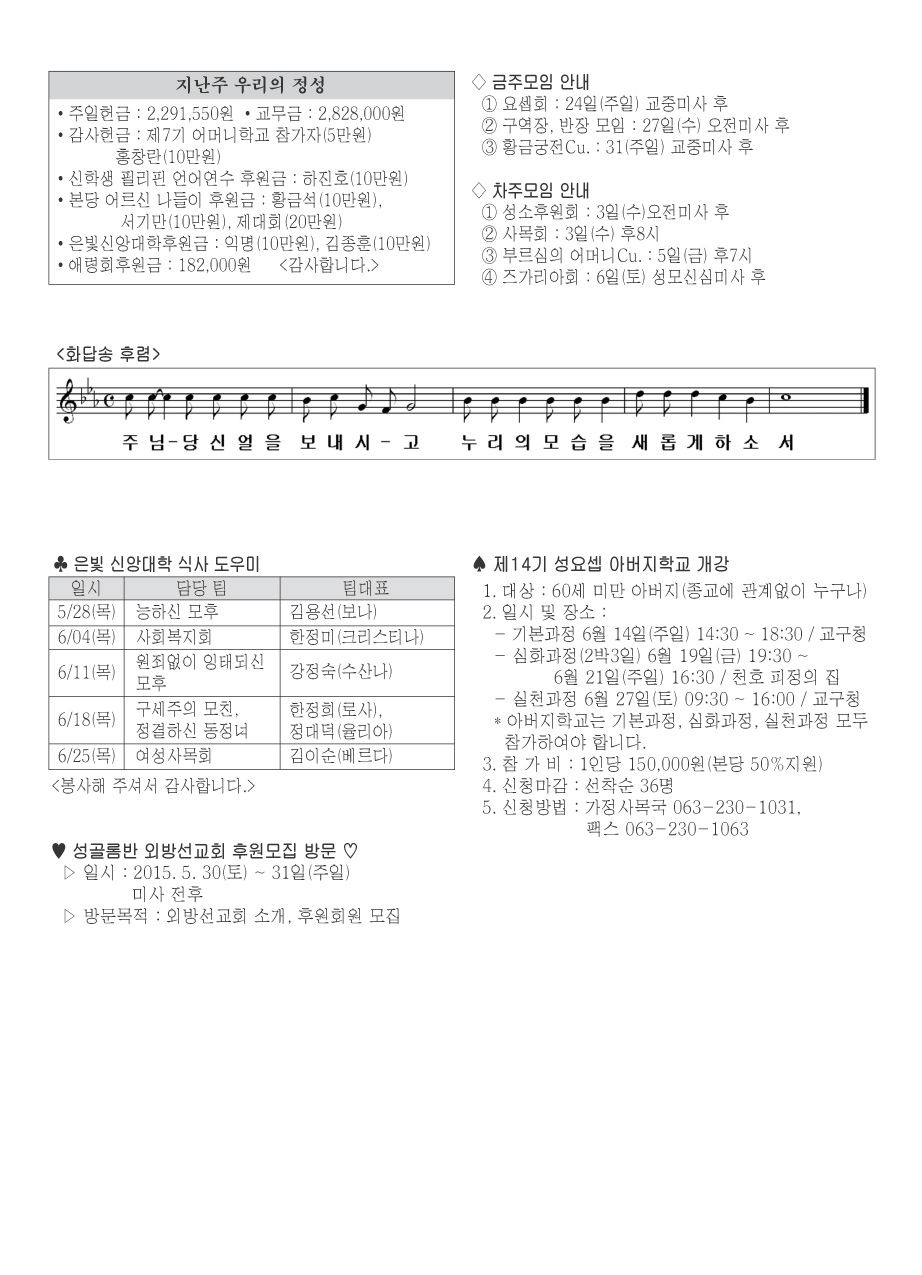 지난주 우리의 정성
• 주일헌금 : 2,291,550원 • 교무금 : 2,828,000원
• 감사헌금 : 제7기 어머니학교 참가자(5만원)
홍창란(10만원)
• 신학생 필리핀 언어연수 후원금 : 하진호(10만원)
• 본당 어르신 나들이 후원금 : 황금석(10만원),
서기만(10만원), 제대회(20만원)
• 은빛신앙대학후원금 : 익명(10만원), 김종훈(10만원)
• 애령회후원금 : 182,000원 <감사합니다.>
◇ 금주모임 안내
① 요셉회 : 24일(주일) 교중미사 후
② 구역장, 반장 모임 : 27일(수) 오전미사 후
③ 황금궁전Cu. : 31(주일) 교중미사 후
◇ 차주모임 안내
① 성소후원회 : 3일(수)오전미사 후
② 사목회 : 3일(수) 후8시
③ 부르심의 어머니Cu. : 5일(금) 후7시
④ 즈가리아회 : 6일(토) 성모신심미사 후
<화답송 후렴>
주 님-당 신 얼 을 보 내 시 - 고 누 리 의 모 습 을 새 롭 게 하 소 서
♣ 은빛 신앙대학 식사 도우미
일시 담당 팀 팀대표
5/28(목) 능하신 모후 김용선(보나)
6/04(목) 사회복지회 한정미(크리스티나)
6/11(목) 원죄없이 잉태되신 모후 강정숙(수산나)
6/18(목) 구세주의 모친, 정결하신 동정녀 한정희(로사), 정대덕(율리아)
6/25(목) 여성사목회 김이순(베르다)
<봉사해 주셔서 감사합니다.>
♥ 성골롬반 외방선교회 후원모집 방문 ♡
▷ 일시 : 2015. 5. 30(토) ~ 31일(주일)
미사 전후
▷ 방문목적 : 외방선교회 소개, 후원회원 모집
♠ 제14기 성요셉 아버지학교 개강
1. 대상 : 60세 미만 아버지(종교에 관계없이 누구나)
2. 일시 및 장소 :
- 기본과정 6월 14일(주일) 14:30 ~ 18:30 / 교구청
- 심화과정(2박3일) 6월 19일(금) 19:30 ~
6월 21일(주일) 16:30 / 천호 피정의 집
- 실천과정 6월 27일(토) 09:30 ~ 16:00 / 교구청
* 아버지학교는 기본과정, 심화과정, 실천과정 모두
참가하여야 합니다.
3. 참 가 비 : 1인당 150,000원(본당 50%지원)
4. 신청마감 : 선착순 36명
5. 신청방법 : 가정사목국 063-230-1031,
팩스 063-230-1063